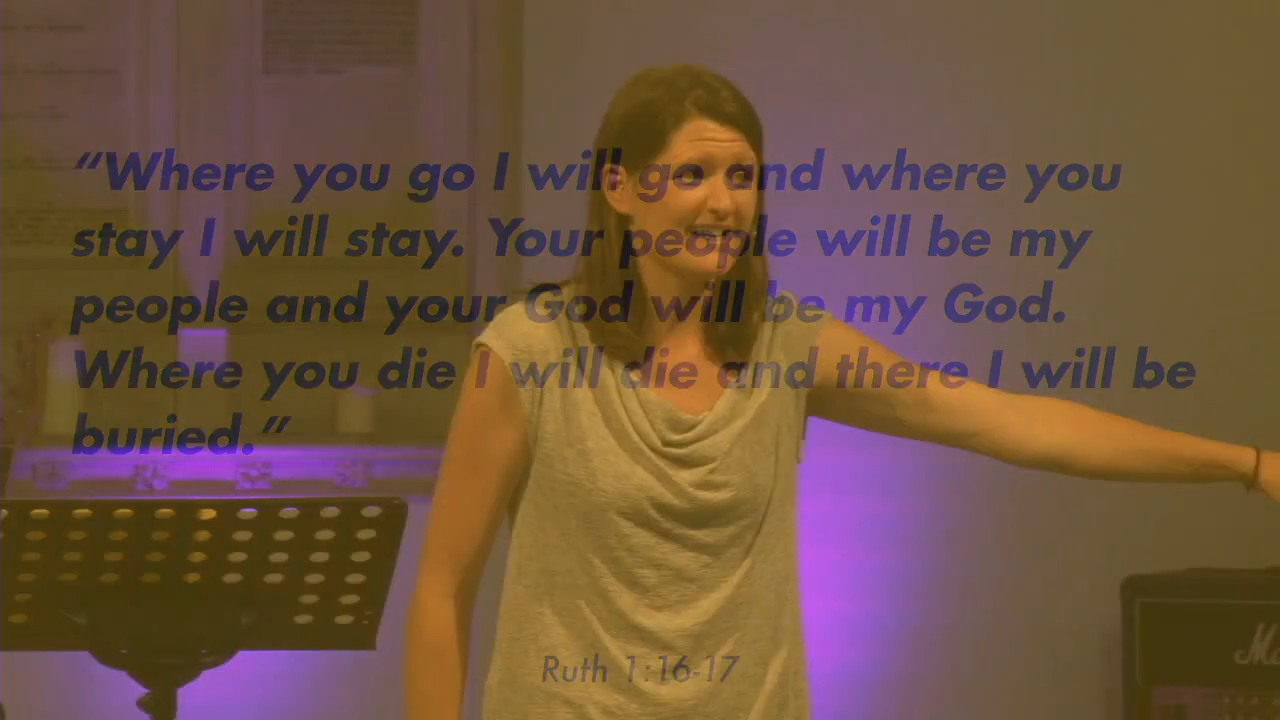 “Where you go I will go and where you
stay I will stay. Your people will be my
people and your God will be my God.
Where you die I will die and there I will be
buried.”
Ruth 1:16-17